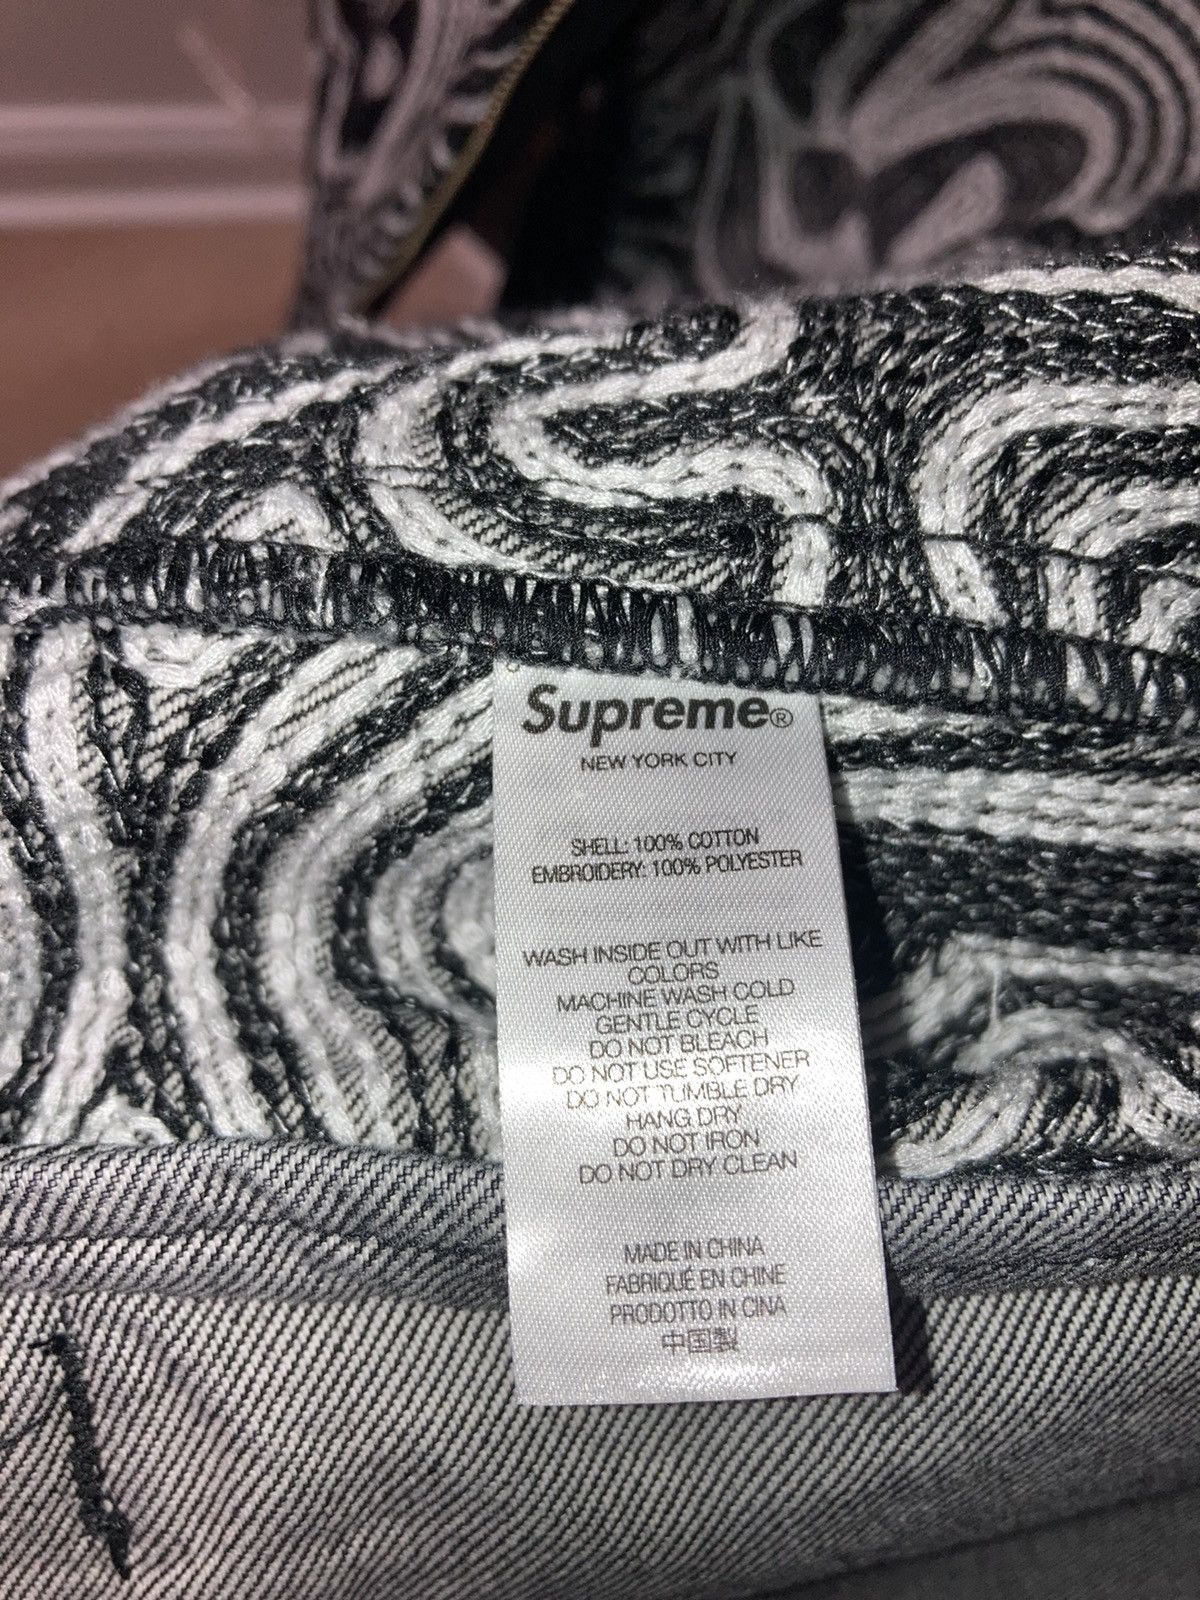 Supreme®
NEW YORK CITY
SHELL: 100% COTTON
EMBROIDERY: 100% POLYESTER
WASH INSIDE OUT WITH LIKE
COLORS
MACHINE WASH COLD
GENTLE CYCLE
DO NOT BLEACH
DO NOT USE SOFTENER
DO NOT TUMBLE DRY
HANG DRY
DO NOT IRON
DO NOT DRY CLEAN
MADE IN CHINA
FABRIQUÉ EN CHINE
PRODOTTO IN CINA
中国製